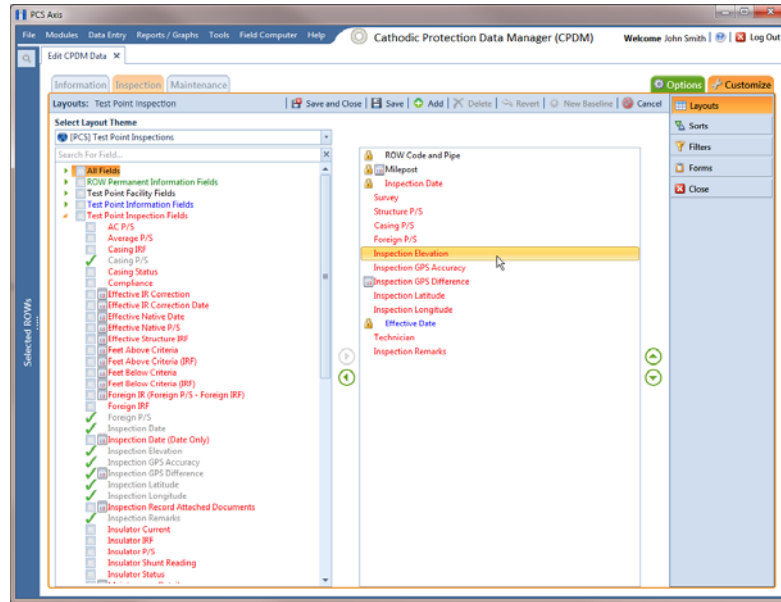 PCS Axis
File Modules Data Entry Reports / Graphs Tools Field Computer Help
Cathodic Protection Data Manager (CPDM)
Welcome John Smith | Log Out
Edit CPDM Data
Information Inspection Maintenance
Options Customize
Layouts: Test Point Inspection
Save and Close | Save | Add | Delete | Revert | New Baseline | Cancel
Layouts
Sorts
Filters
Forms
Close
Select Layout Theme
[PCS] Test Point Inspections
Search For Field...
All Fields
ROW Permanent Information Fields
Test Point Facility Fields
Test Point Information Fields
Test Point Inspection Fields
AC P/S
Average P/S
Casing IRF
Casing P/S
Casing Status
Compliance
Effective IR Correction
Effective IR Correction Date
Effective Native Date
Effective Native P/S
Effective Structure IRF
Feet Above Criteria
Feet Above Criteria (IRF)
Feet Below Criteria
Feet Below Criteria (IRF)
Foreign IR (Foreign P/S - Foreign IRF)
Foreign IRF
Foreign P/S
Inspection Date
Inspection Date (Date Only)
Inspection Elevation
Inspection GPS Accuracy
Inspection GPS Difference
Inspection Latitude
Inspection Longitude
Inspection Record Attached Documents
Inspection Remarks
Insulator Current
Insulator IRF
Insulator P/S
Insulator Shunt Reading
Insulator Status
ROW Code and Pipe
Milepost
Inspection Date
Survey
Structure P/S
Casing P/S
Foreign P/S
Inspection Elevation
Inspection GPS Accuracy
Inspection GPS Difference
Inspection Latitude
Inspection Longitude
Effective Date
Technician
Inspection Remarks
Selected ROWs